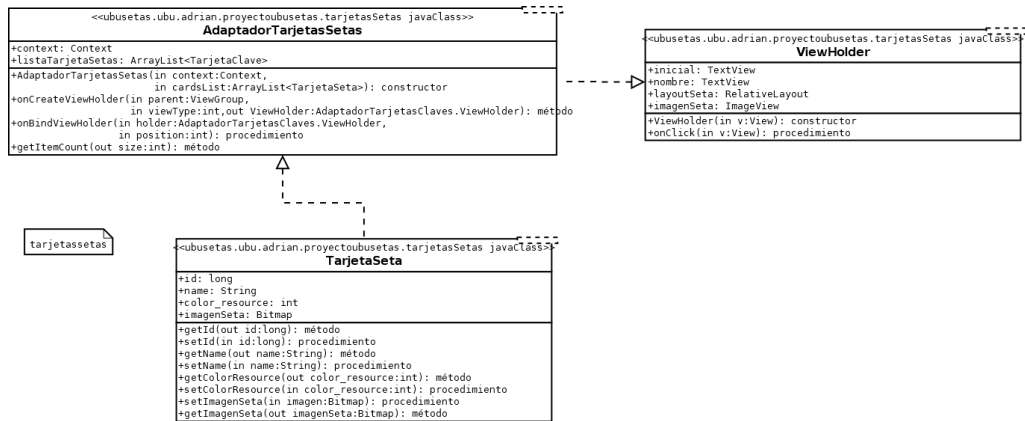 <<ubusetas.ubu.adrian.proyectoubusetas.tarjetasSetas javaClass>>
AdaptadorTarjetasSetas
+context: Context
+listaTarjetaSetas: ArrayList<TarjetaClave>
+AdaptadorTarjetasSetas(in context:Context,
in cardsList:ArrayList<TarjetaSeta>): constructor
+onCreateViewHolder(in parent:ViewGroup,
in viewType:int,out ViewHolder:AdaptadorTarjetasClaves.ViewHolder): método
+onBindViewHolder(in holder:AdaptadorTarjetasClaves.ViewHolder,
in position:int): procedimiento
+getItemCount(out size:int): método
<<ubusetas.ubu.adrian.proyectoubusetas.tarjetasSetas javaClass>>
ViewHolder
+inicial: TextView
+nombre: TextView
+layoutSeta: RelativeLayout
+imagenSeta: ImageView
+ViewHolder(in v:View): constructor
+onClick(in v:View): procedimiento
tarjetassetas
<<ubusetas.ubu.adrian.proyectoubusetas.tarjetasSetas javaClass>>
TarjetaSeta
+id: long
+name: String
+color_resource: int
+imagenSeta: Bitmap
+getId(out id:long): método
+setId(in id:long): procedimiento
+getName(out name:String): método
+setName(in name:String): procedimiento
+getColorResource(out color_resource:int): método
+setColorResource(in color_resource:int): procedimiento
+setImagenSeta(in imagen:Bitmap): procedimiento
+getImagenSeta(out imagenSeta:Bitmap): método